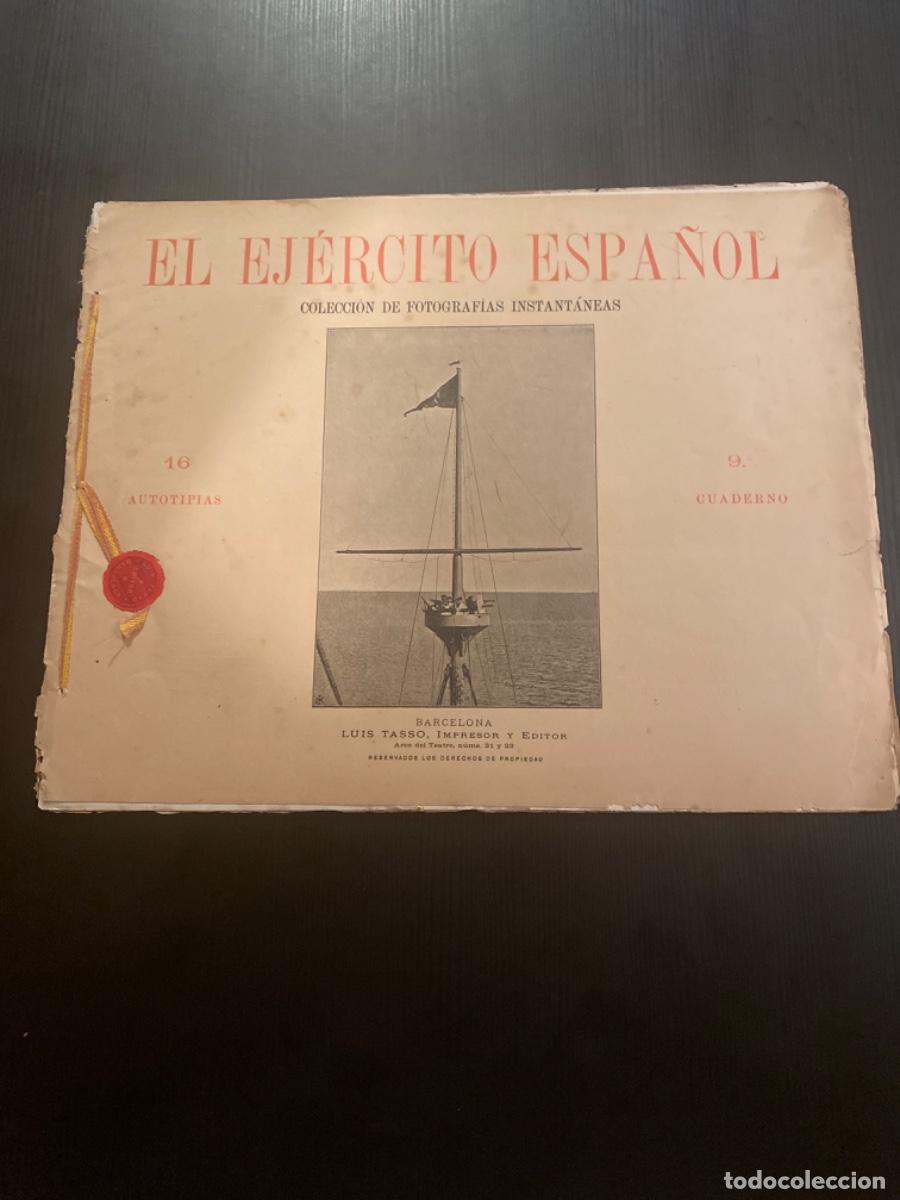 EL EJÉRCITO ESPAÑOL
COLECCIÓN DE FOTOGRAFÍAS INSTANTÁNEAS
16
AUTOTIPIAS
9.º
CUADERNO
BARCELONA
LUIS TASSO, IMPRESOR Y EDITOR
Arco del Teatro, núms. 21 y 23
RESERVADOS LOS DERECHOS DE PROPIEDAD
todocoleccion